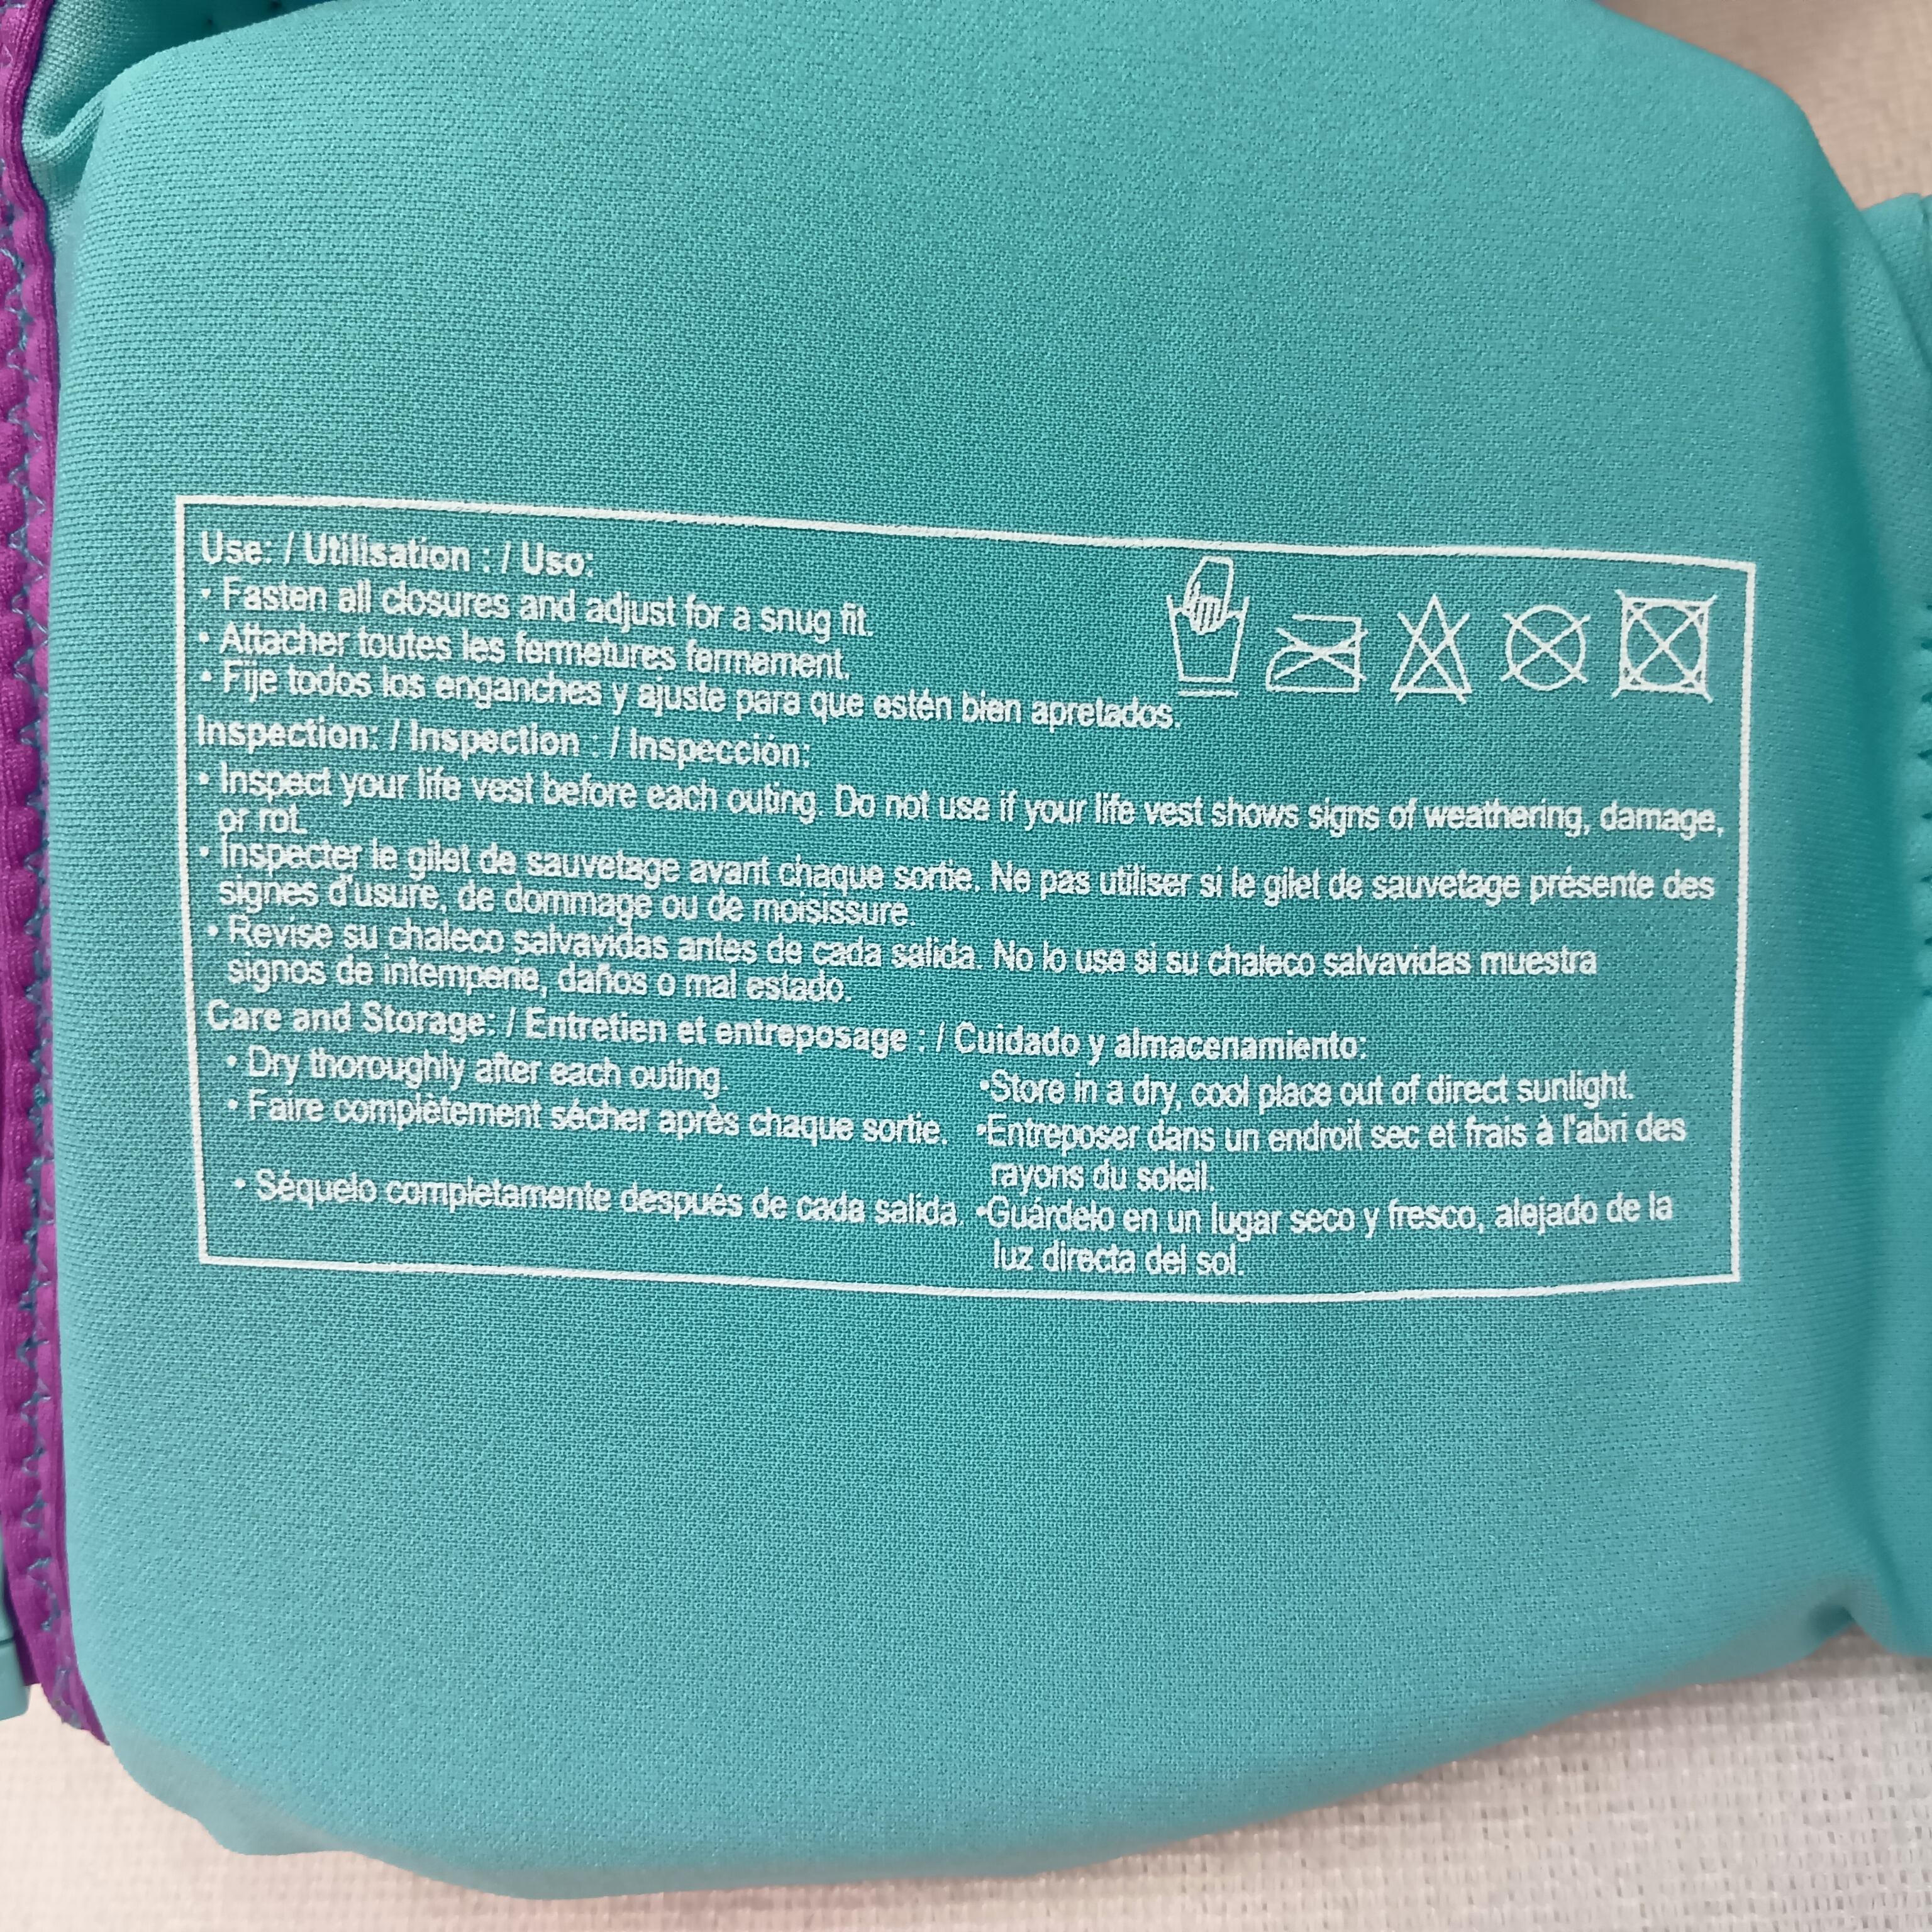 Use: / Utilisation : / Uso:
• Fasten all closures and adjust for a snug fit.
• Attacher toutes les fermetures fermement.
• Fije todos los enganches y ajuste para que estén bien apretados.
Inspection: / Inspection : / Inspección:
• Inspect your life vest before each outing. Do not use if your life vest shows signs of weathering, damage,
or rot.
• Inspecter le gilet de sauvetage avant chaque sortie. Ne pas utiliser si le gilet de sauvetage présente des
signes d'usure, de dommage ou de moisissure.
• Revise su chaleco salvavidas antes de cada salida. No lo use si su chaleco salvavidas muestra
signos de intemperie, daños o mal estado.
Care and Storage: / Entretien et entreposage : / Cuidado y almacenamiento:
• Dry thoroughly after each outing.
• Faire complètement sécher après chaque sortie.
• Séquelo completamente después de cada salida.
•Store in a dry, cool place out of direct sunlight.
•Entreposer dans un endroit sec et frais à l'abri des
rayons du soleil.
•Guárdelo en un lugar seco y fresco, alejado de la
luz directa del sol.